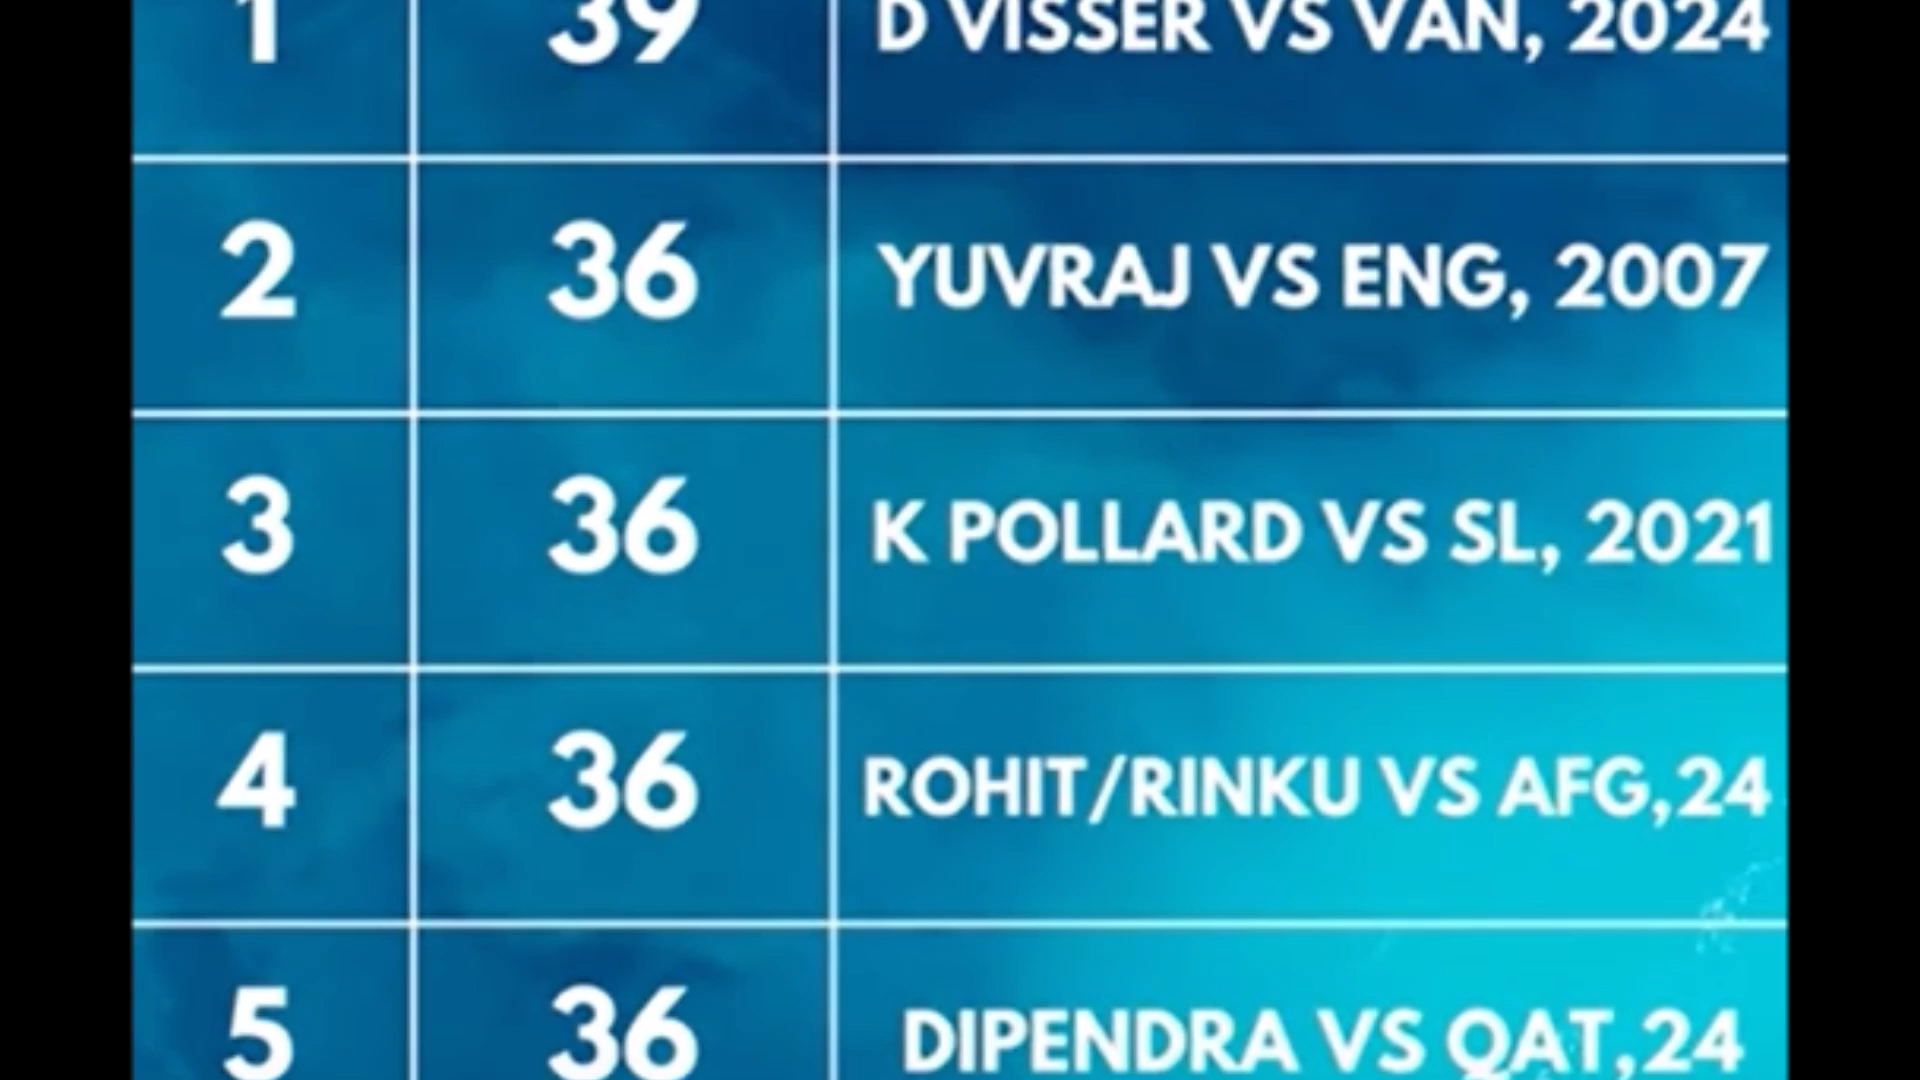 1 39 D VISSER VS VAN, 2024
2 36 YUVRAJ VS ENG, 2007
3 36 K POLLARD VS SL, 2021
4 36 ROHIT/RINKU VS AFG,24
5 36 DIPENDRA VS QAT,24